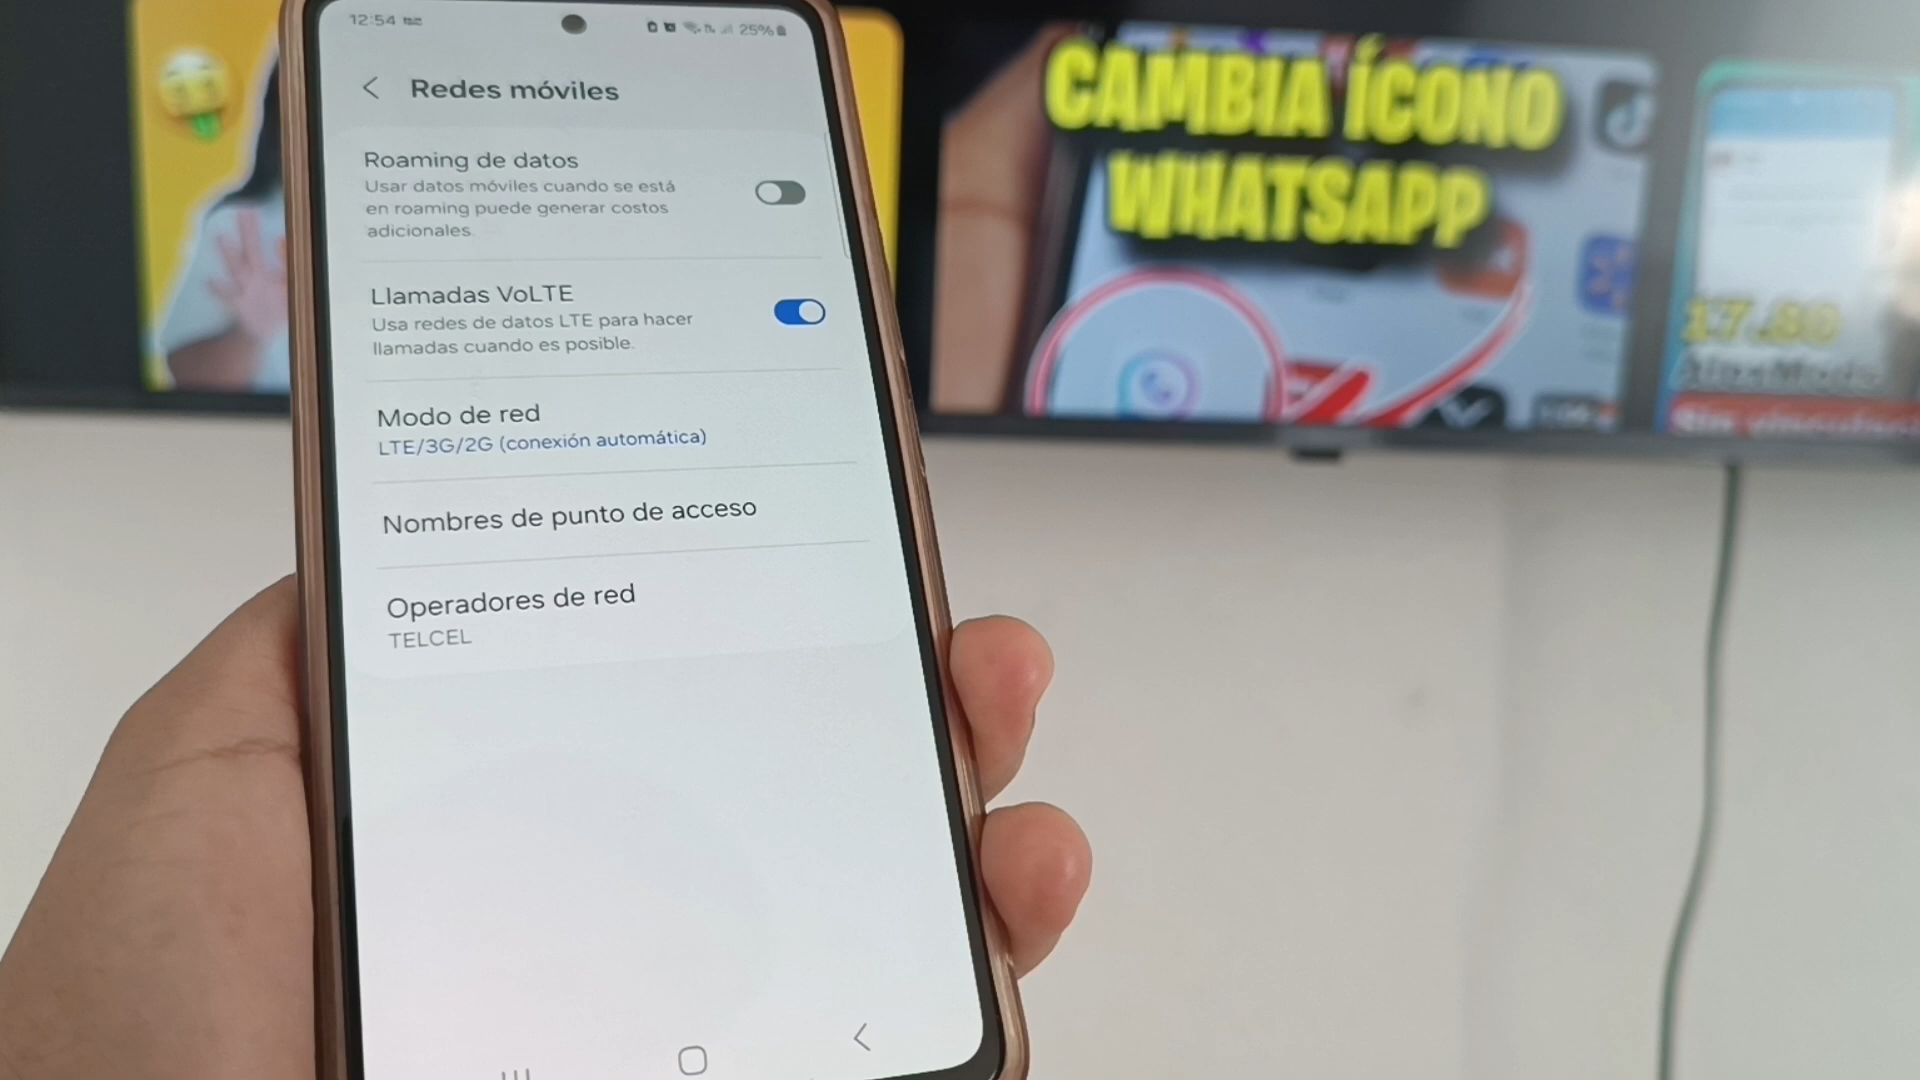 12:54
25%
Redes móviles
Roaming de datos
Usar datos móviles cuando se está
en roaming puede generar costos
adicionales.
Llamadas VoLTE
Usa redes de datos LTE para hacer
llamadas cuando es posible.
Modo de red
LTE/3G/2G (conexión automática)
Nombres de punto de acceso
Operadores de red
TELCEL
CAMBIA ÍCONO
WHATSAPP
17.80